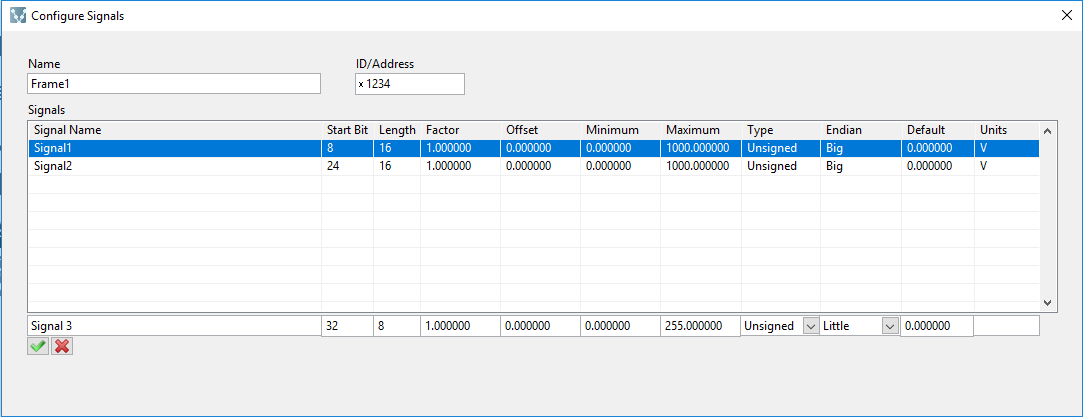 Configure Signals
Name ID/Address
Frame1 x 1234
Signals
Signal Name Start Bit Length Factor Offset Minimum Maximum Type Endian Default Units
Signal1 8 16 1.000000 0.000000 0.000000 1000.000000 Unsigned Big 0.000000 V
Signal2 24 16 1.000000 0.000000 0.000000 1000.000000 Unsigned Big 0.000000 V
Signal 3 32 8 1.000000 0.000000 0.000000 255.000000 Unsigned Little 0.000000